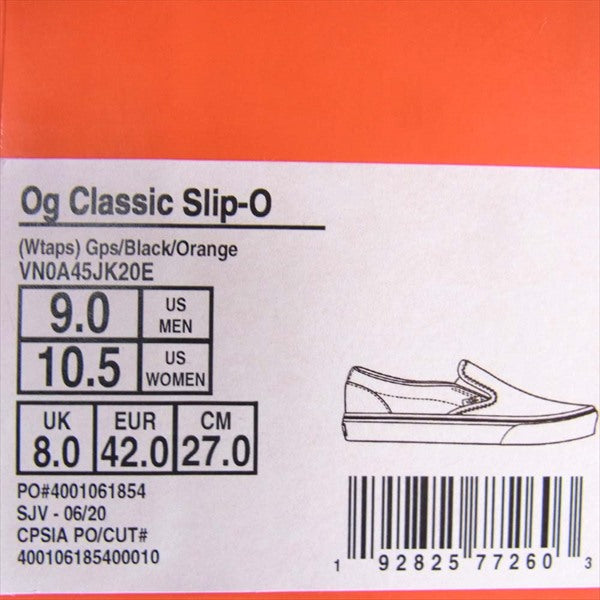 Og Classic Slip-O
(Wtaps) Gps/Black/Orange
VN0A45JK20E
9.0 US MEN
10.5 US WOMEN
UK 8.0 EUR 42.0 CM 27.0
PO#4001061854
SJV - 06/20
CPSIA PO/CUT#
400106185400010
1 92825 77260 3